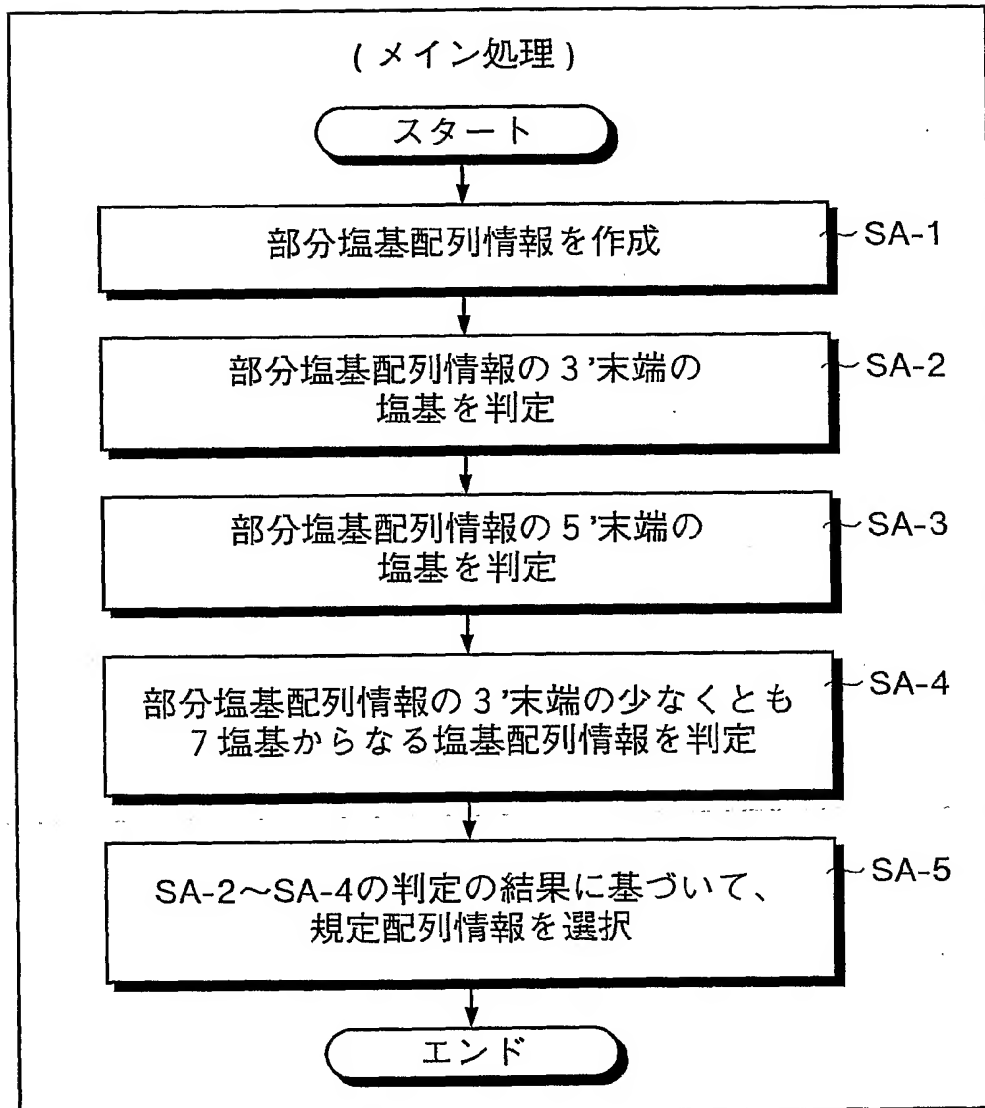 (メイン処理)
スタート
部分塩基配列情報を作成
SA-1
部分塩基配列情報の3'末端の
塩基を判定
SA-2
部分塩基配列情報の5'末端の
塩基を判定
SA-3
部分塩基配列情報の3'末端の少なくとも
7塩基からなる塩基配列情報を判定
SA-4
SA-2~SA-4の判定の結果に基づいて、
規定配列情報を選択
SA-5
エンド